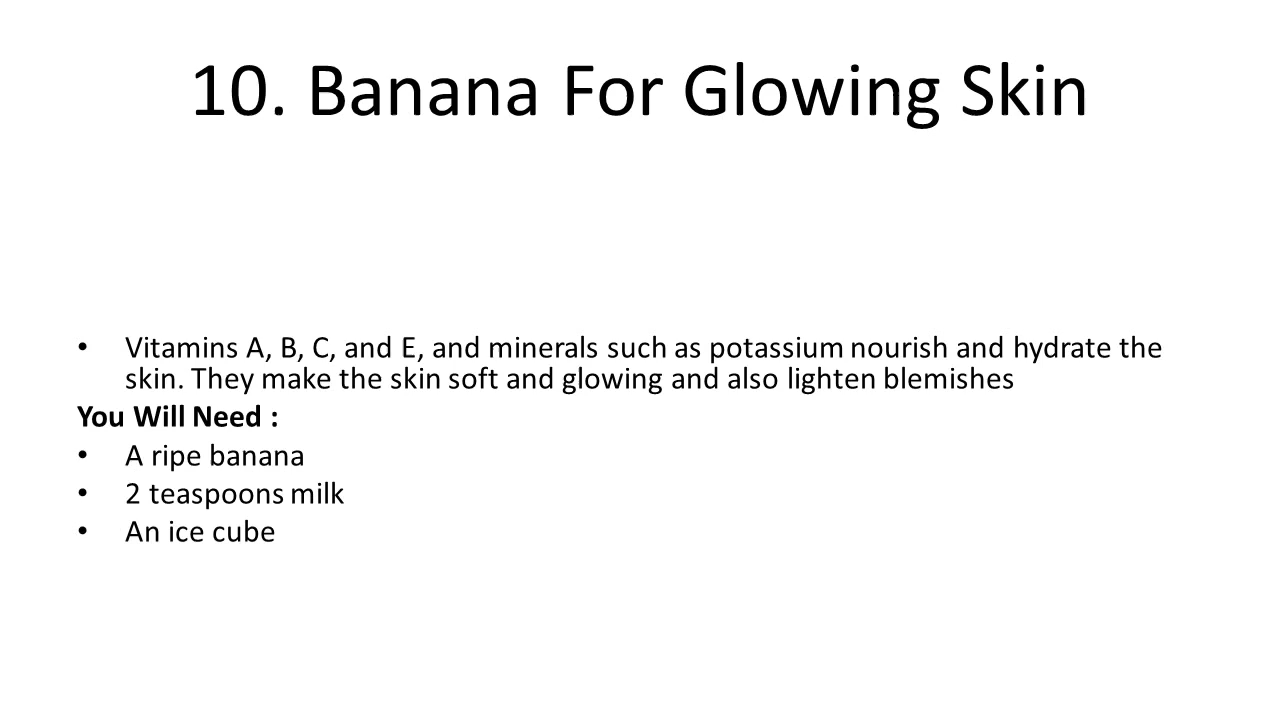 10. Banana For Glowing Skin
• Vitamins A, B, C, and E, and minerals such as potassium nourish and hydrate the
skin. They make the skin soft and glowing and also lighten blemishes
You Will Need :
• A ripe banana
• 2 teaspoons milk
• An ice cube